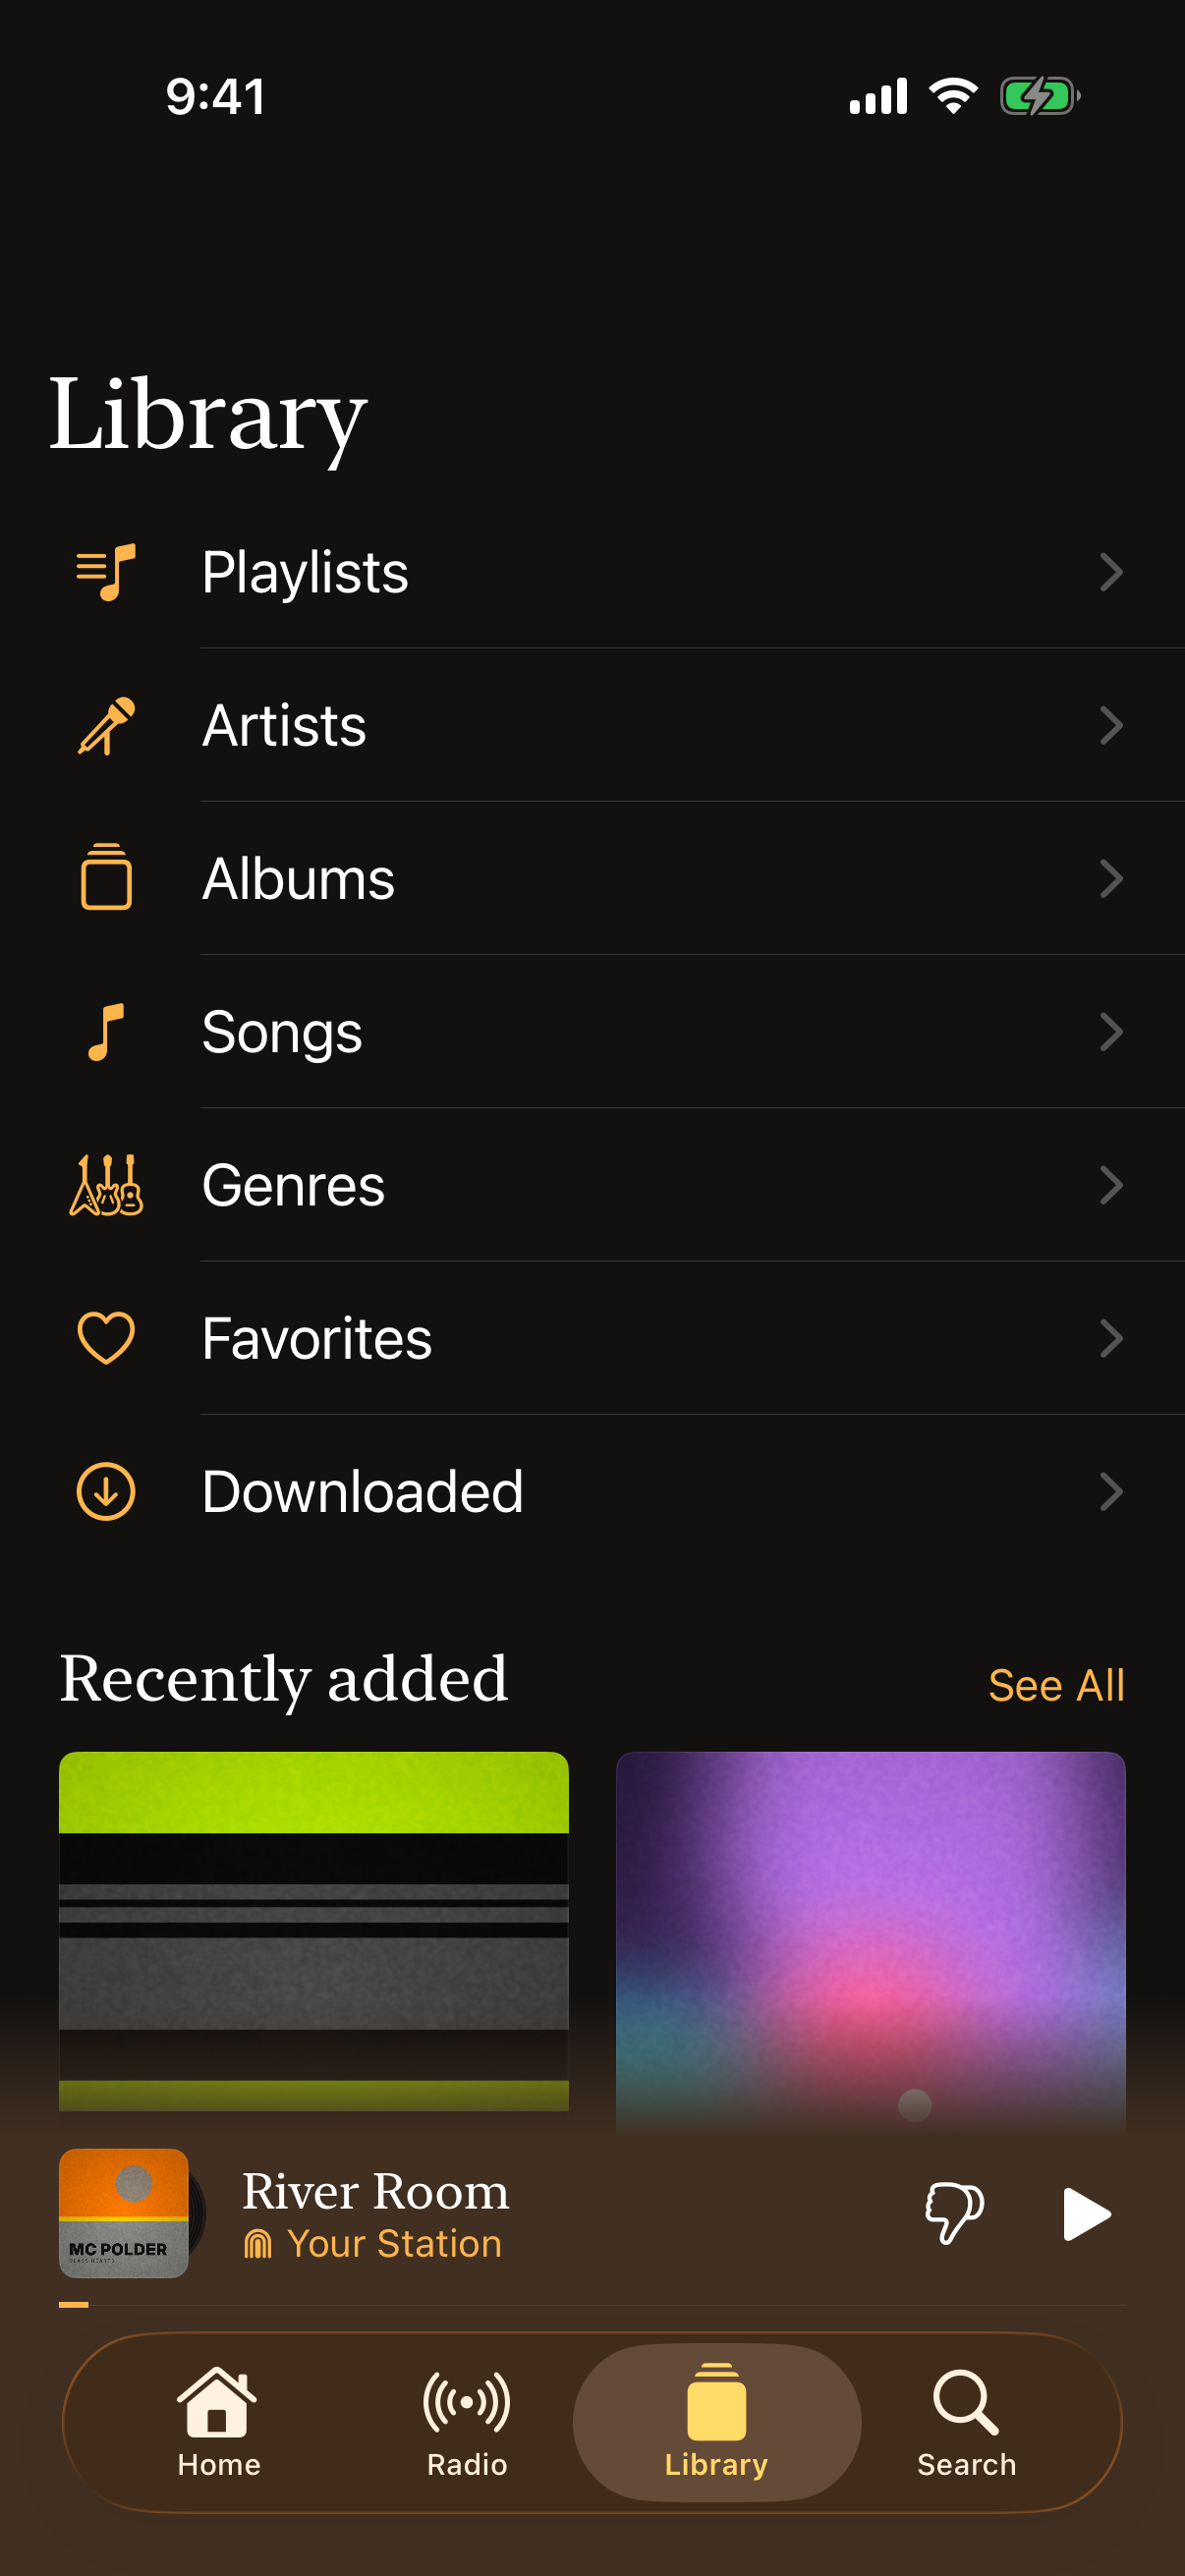 9:41
Library
Playlists
Artists
Albums
Songs
Genres
Favorites
Downloaded
Recently added
See All
River Room
Your Station
MC POLDER
Home
Radio
Library
Search